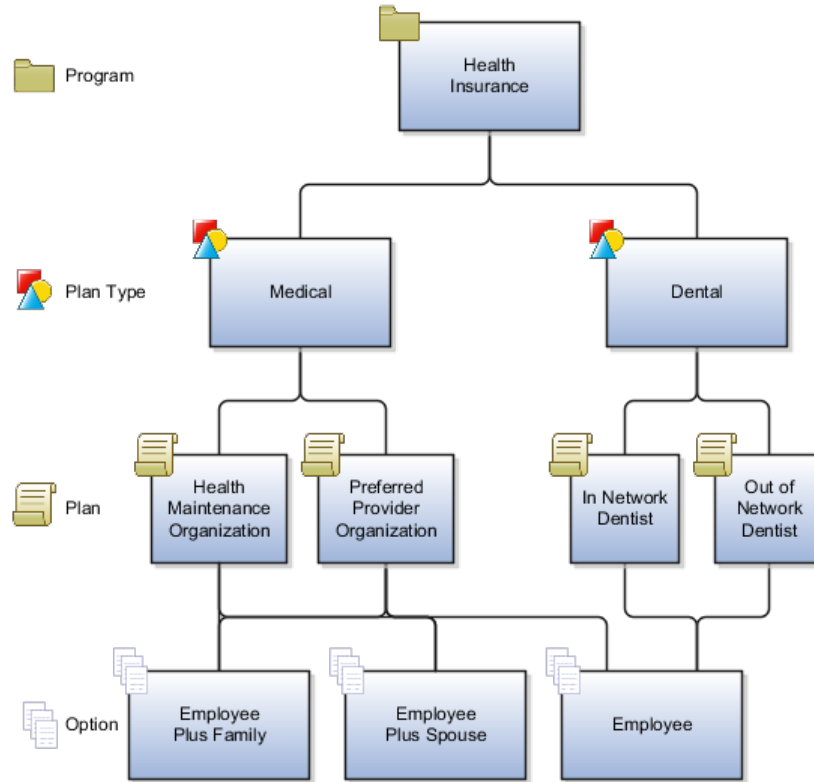 Program
Health
Insurance
Plan Type
Medical
Dental
Plan
Health
Maintenance
Organization
Preferred
Provider
Organization
In Network
Dentist
Out of
Network
Dentist
Option
Employee
Plus Family
Employee
Plus Spouse
Employee